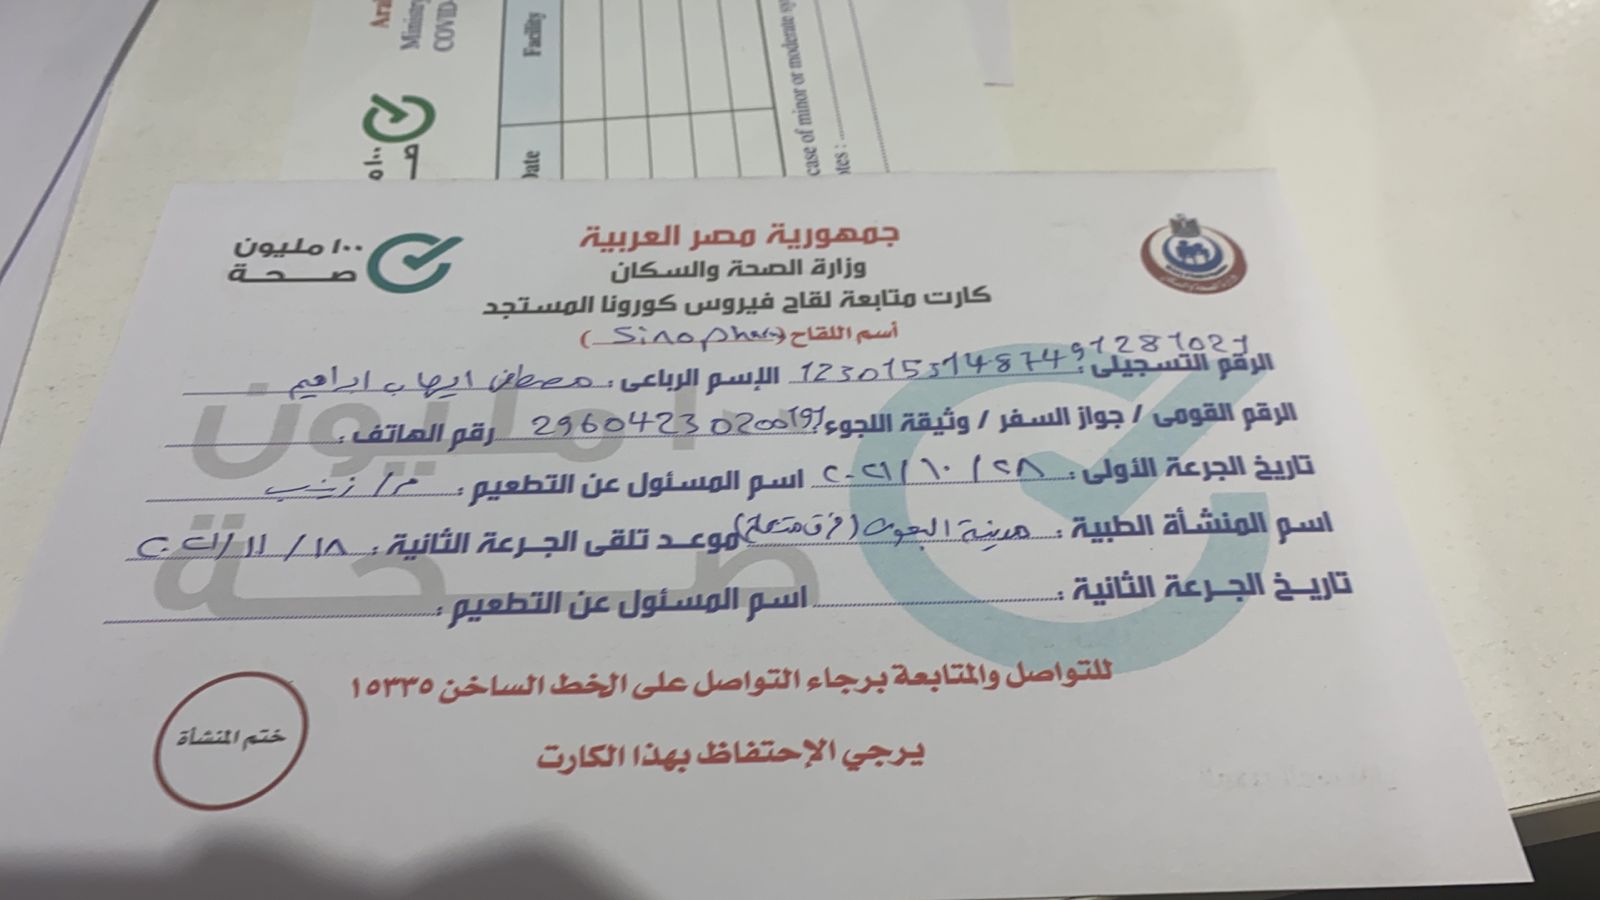 Ara
Ministry
COVID-
Facility
Date
case of minor or moderate sy
١٠٠ مليون
صحة
جمهورية مصر العربية
وزارة الصحة والسكان
كارت متابعة لقاح فيروس كورونا المستجد
أسم اللقاح (Sinopharm)
الرقم التسجيلى: الإسم الرباعى: مصطفى ايهاب ابراهيم
الرقم القومى / جواز السفر / وثيقة اللجوء: رقم الهاتف:
تاريخ الجرعة الأولى: ٢٨ / ١٠ / ٢٠٢١ اسم المسئول عن التطعيم: م/ زينب
اسم المنشأة الطبية: مدينة البعوث موعد تلقى الجرعة الثانية: ١٨ / ١١ / ٢٠٢١
تاريخ الجرعة الثانية: اسم المسئول عن التطعيم:
للتواصل والمتابعة برجاء التواصل على الخط الساخن ١٥٣٣٥
ختم المنشأة
يرجي الإحتفاظ بهذا الكارت